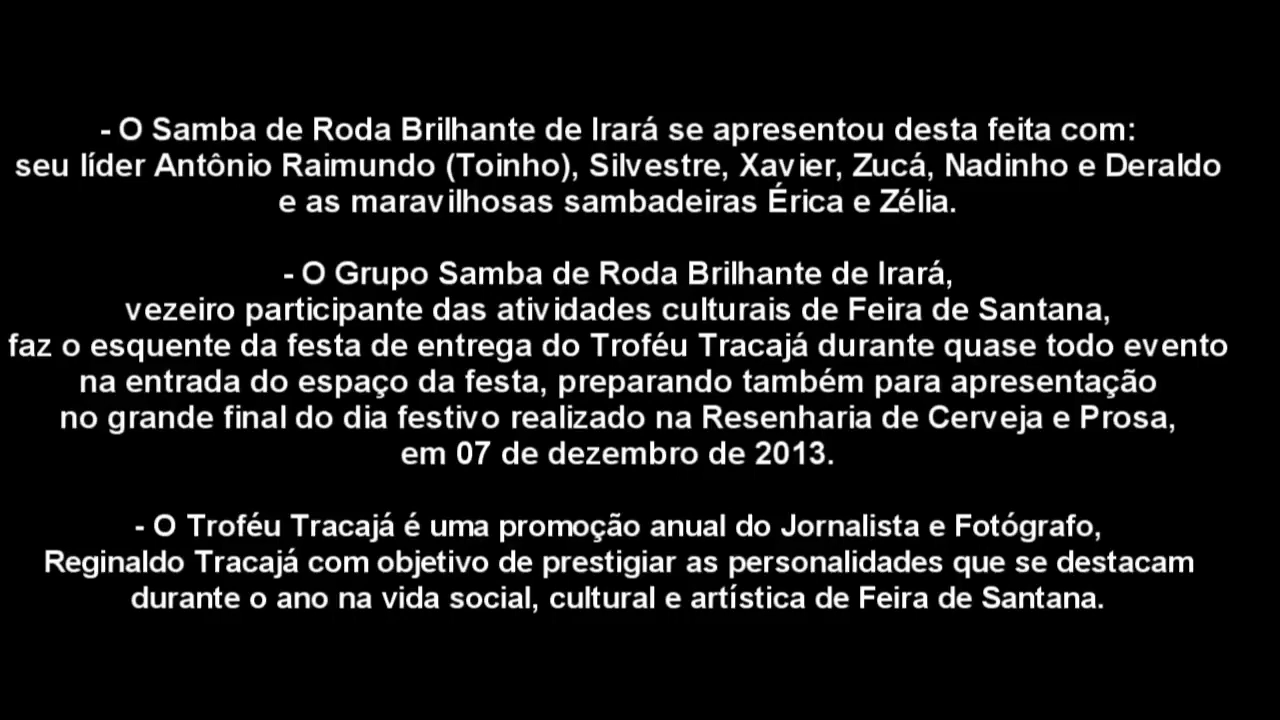 - O Samba de Roda Brilhante de Irará se apresentou desta feita com:
seu líder Antônio Raimundo (Toinho), Silvestre, Xavier, Zucá, Nadinho e Deraldo
e as maravilhosas sambadeiras Érica e Zélia.
- O Grupo Samba de Roda Brilhante de Irará,
vezeiro participante das atividades culturais de Feira de Santana,
faz o esquente da festa de entrega do Troféu Tracajá durante quase todo evento
na entrada do espaço da festa, preparando também para apresentação
no grande final do dia festivo realizado na Resenharia de Cerveja e Prosa,
em 07 de dezembro de 2013.
- O Troféu Tracajá é uma promoção anual do Jornalista e Fotógrafo,
Reginaldo Tracajá com objetivo de prestigiar as personalidades que se destacam
durante o ano na vida social, cultural e artística de Feira de Santana.